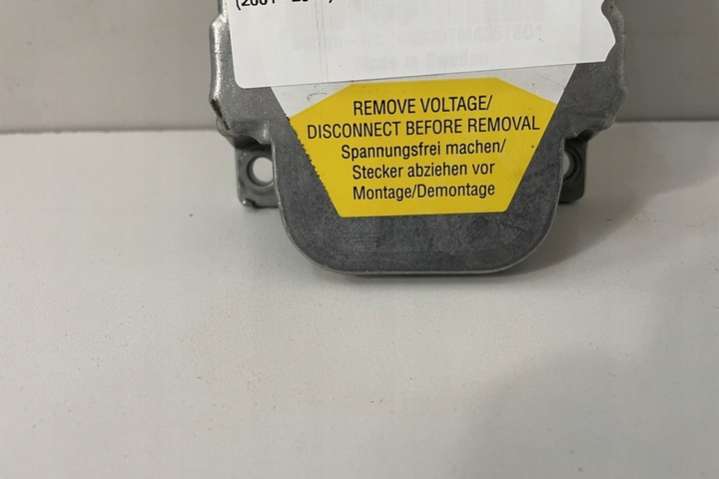 REMOVE VOLTAGE/
DISCONNECT BEFORE REMOVAL
Spannungsfrei machen/
Stecker abziehen vor
Montage/Demontage